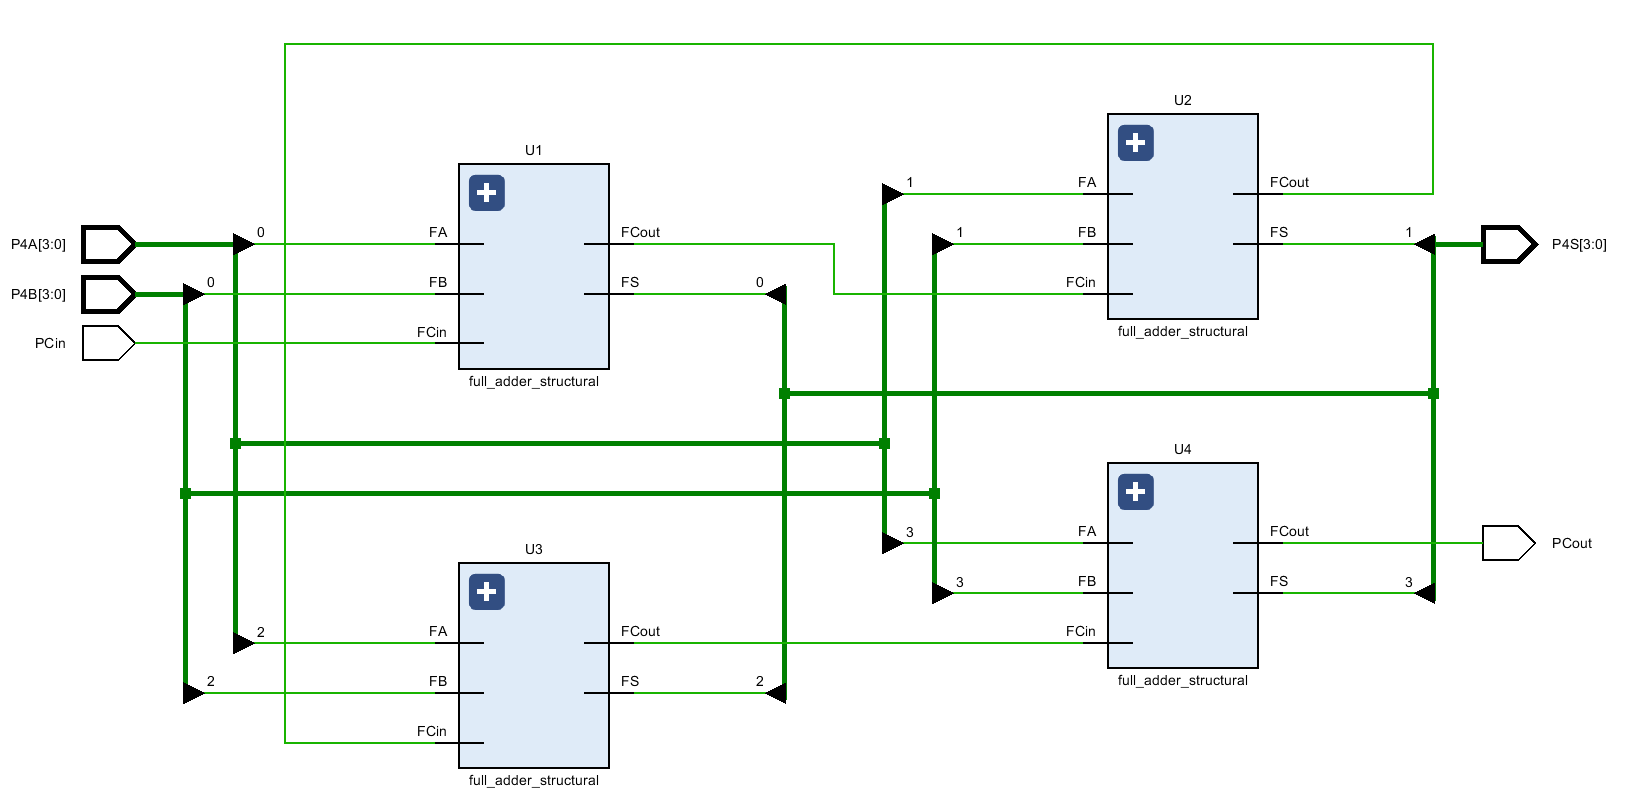 U2
U1
FA
FCout
1
FA
FCout
FB
FS
1
P4S[3:0]
1
P4A[3:0]
0
FA
FCout
FB
FS
0
FCin
P4B[3:0]
0
full_adder_structural
PCin
FCin
full_adder_structural
U4
U3
3
FA
FCout
PCout
3
FB
FS
3
2
FA
FCout
FCin
full_adder_structural
2
FB
FS
2
FCin
full_adder_structural